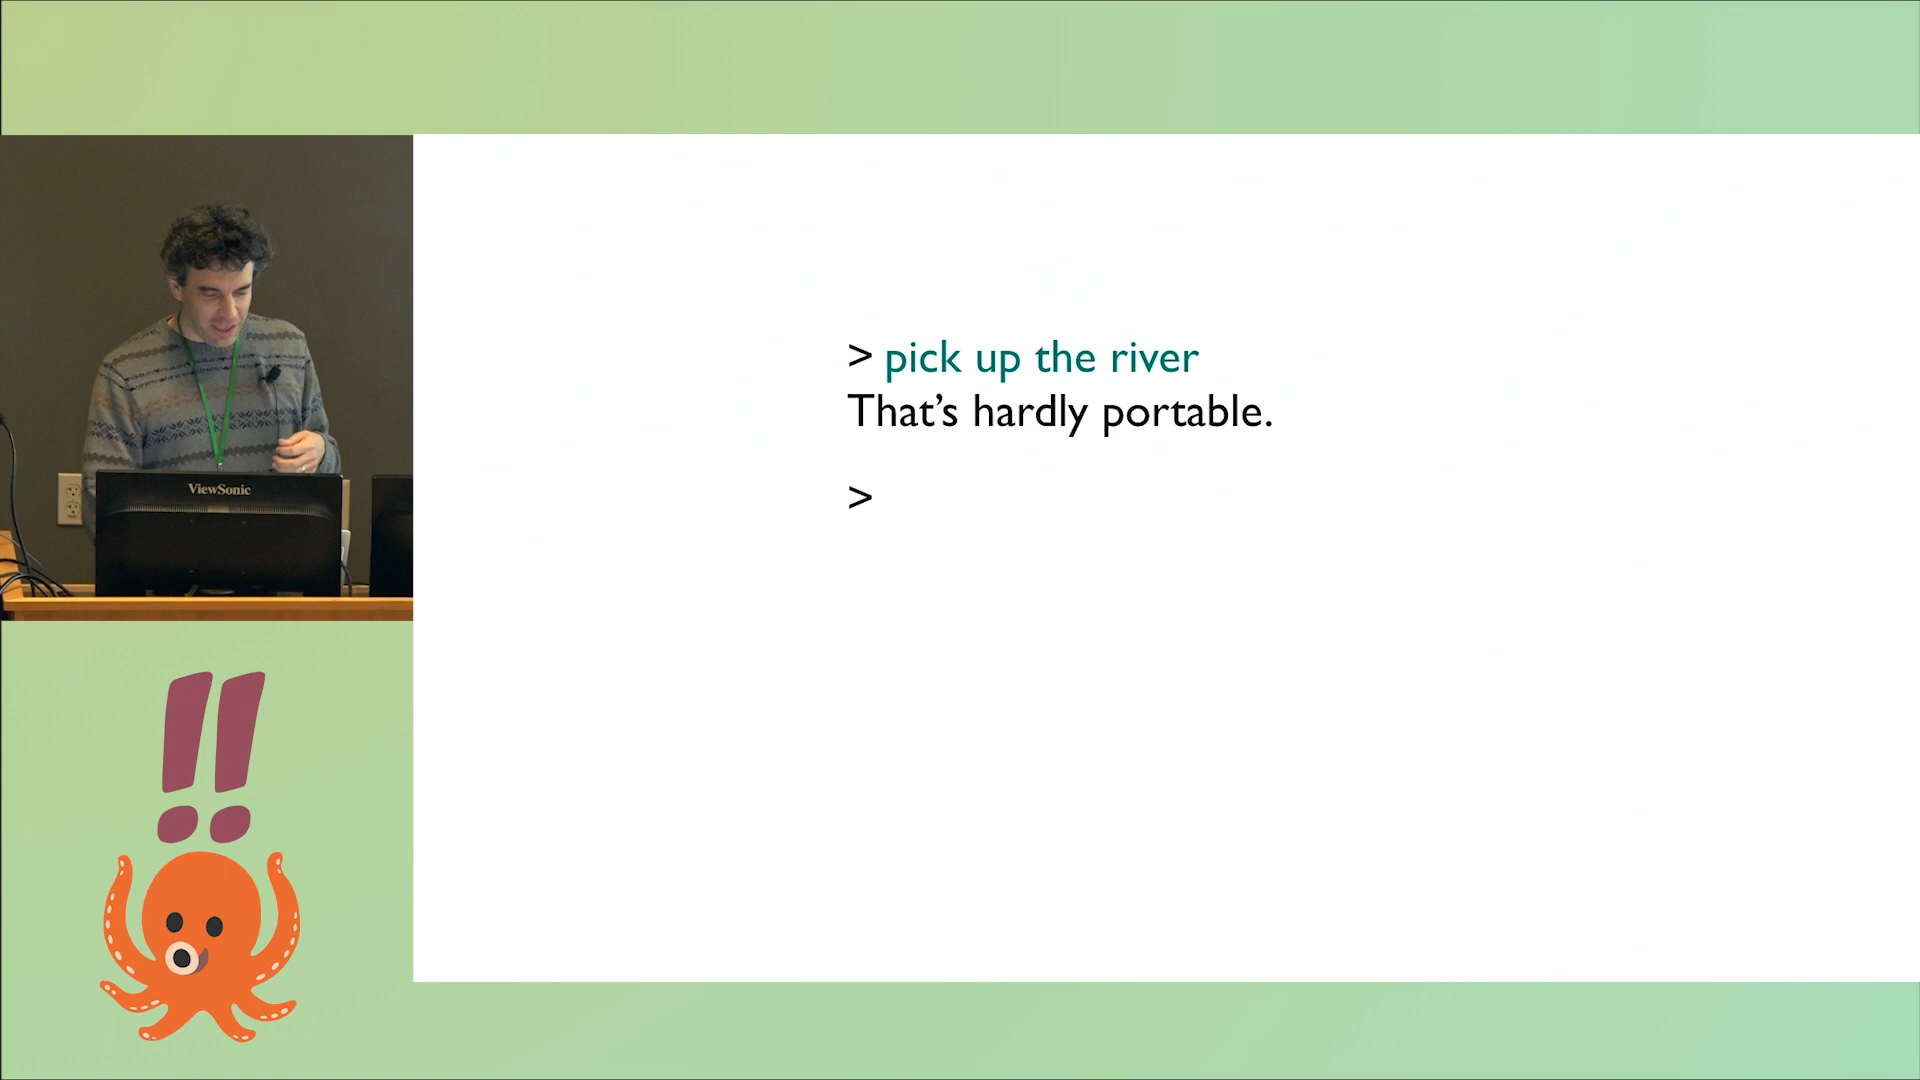 > pick up the river
That's hardly portable.
>
ViewSonic
!!